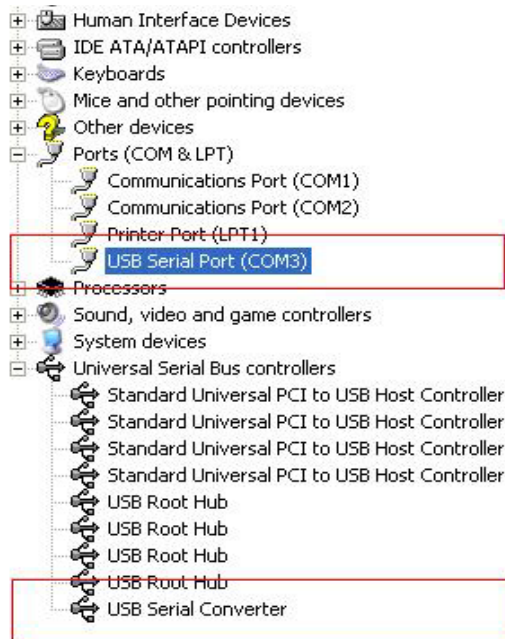 Human Interface Devices
IDE ATA/ATAPI controllers
Keyboards
Mice and other pointing devices
Other devices
Ports (COM & LPT)
Communications Port (COM1)
Communications Port (COM2)
Printer Port (LPT1)
USB Serial Port (COM3)
Processors
Sound, video and game controllers
System devices
Universal Serial Bus controllers
Standard Universal PCI to USB Host Controller
Standard Universal PCI to USB Host Controller
Standard Universal PCI to USB Host Controller
Standard Universal PCI to USB Host Controller
USB Root Hub
USB Root Hub
USB Root Hub
USB Root Hub
USB Serial Converter